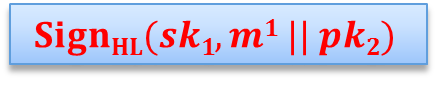 Sign_HL(sk_1, m^1 || pk_2)